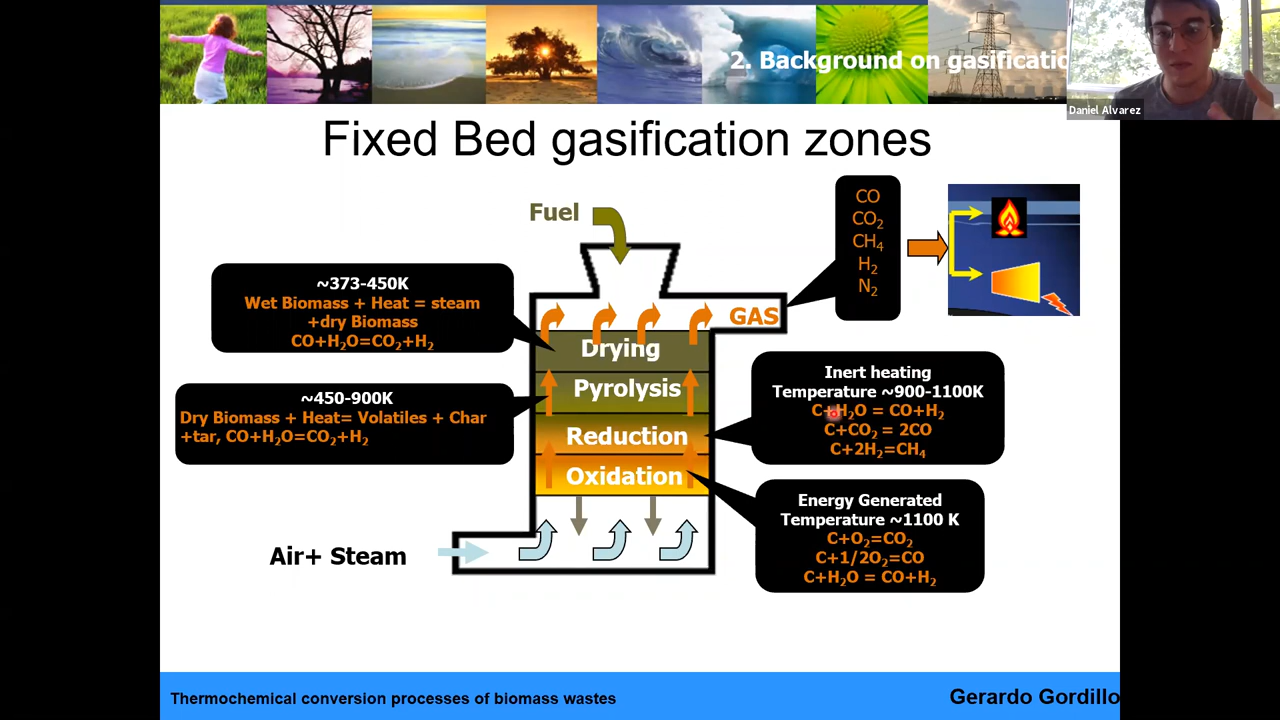 2. Background on gasificatio
Daniel Alvarez
Fixed Bed gasification zones
Fuel
CO
CO₂
CH₄
H₂
N₂
~373-450K
Wet Biomass + Heat = steam
+dry Biomass
CO+H₂O=CO₂+H₂
GAS
Drying
Pyrolysis
Reduction
Oxidation
~450-900K
Dry Biomass + Heat= Volatiles + Char
+tar, CO+H₂O=CO₂+H₂
Inert heating
Temperature ~900-1100K
C+H₂O = CO+H₂
C+CO₂ = 2CO
C+2H₂=CH₄
Energy Generated
Temperature ~1100 K
C+O₂=CO₂
C+1/2O₂=CO
C+H₂O = CO+H₂
Air+ Steam
Thermochemical conversion processes of biomass wastes
Gerardo Gordillo